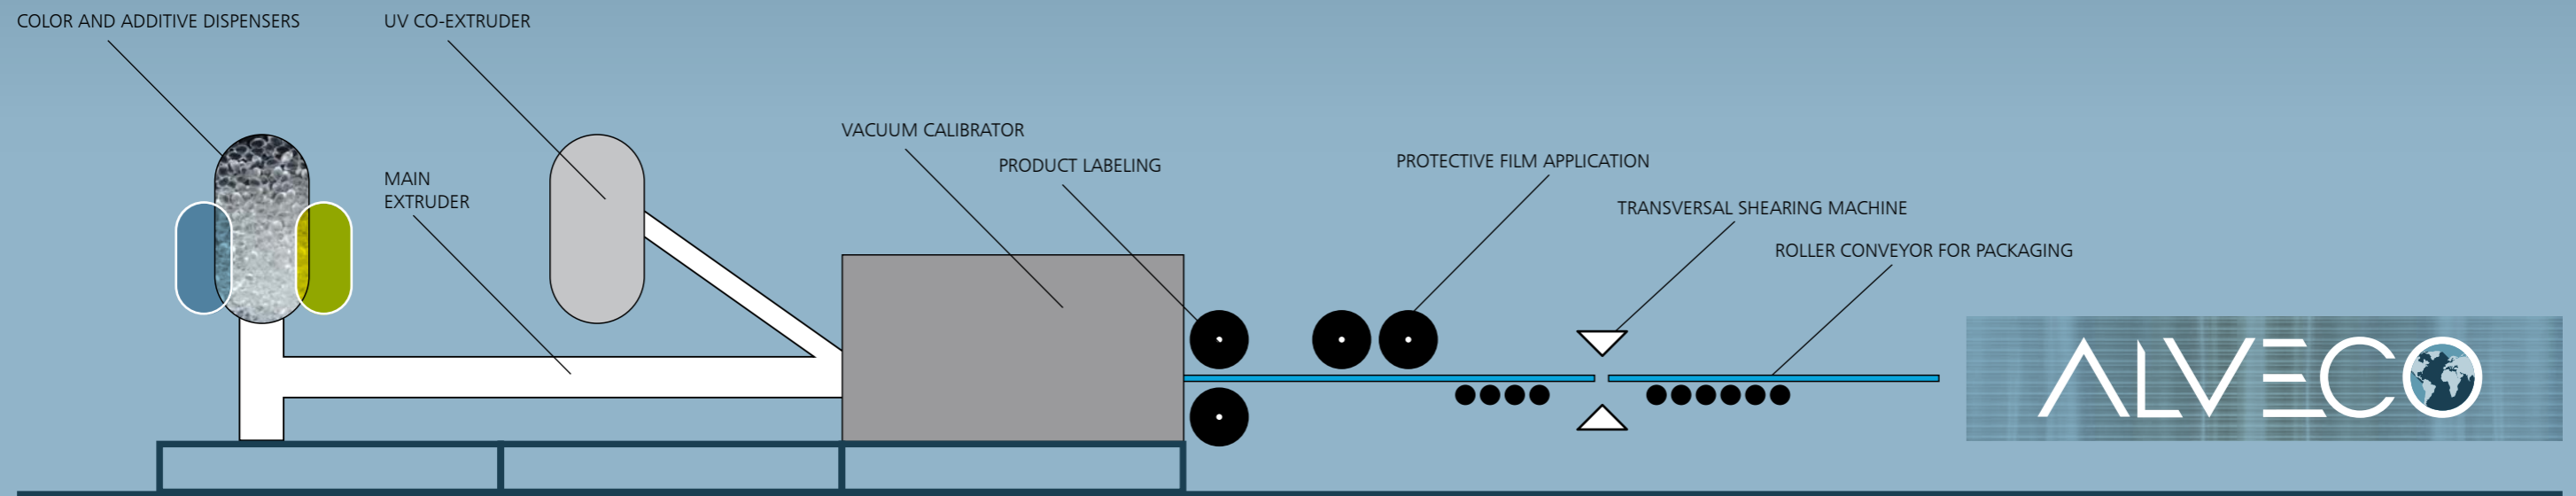 COLOR AND ADDITIVE DISPENSERS
UV CO-EXTRUDER
MAIN
EXTRUDER
VACUUM CALIBRATOR
PRODUCT LABELING
PROTECTIVE FILM APPLICATION
TRANSVERSAL SHEARING MACHINE
ROLLER CONVEYOR FOR PACKAGING
ALVECO